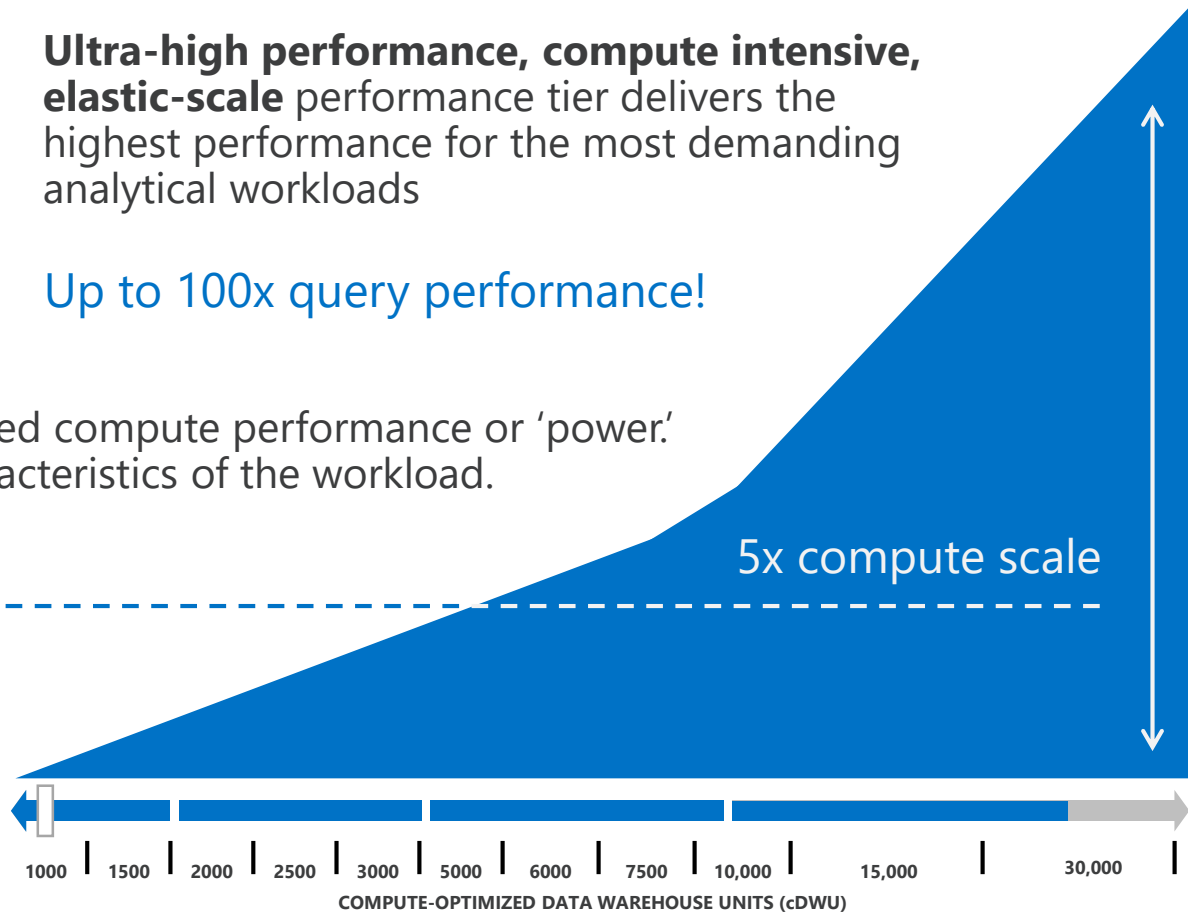 Ultra-high performance, compute intensive,
elastic-scale performance tier delivers the
highest performance for the most demanding
analytical workloads
Up to 100x query performance!
ed compute performance or ‘power.’
acteristics of the workload.
5x compute scale
1000 1500 2000 2500 3000 5000 6000 7500 10,000 15,000 30,000
COMPUTE-OPTIMIZED DATA WAREHOUSE UNITS (cDWU)